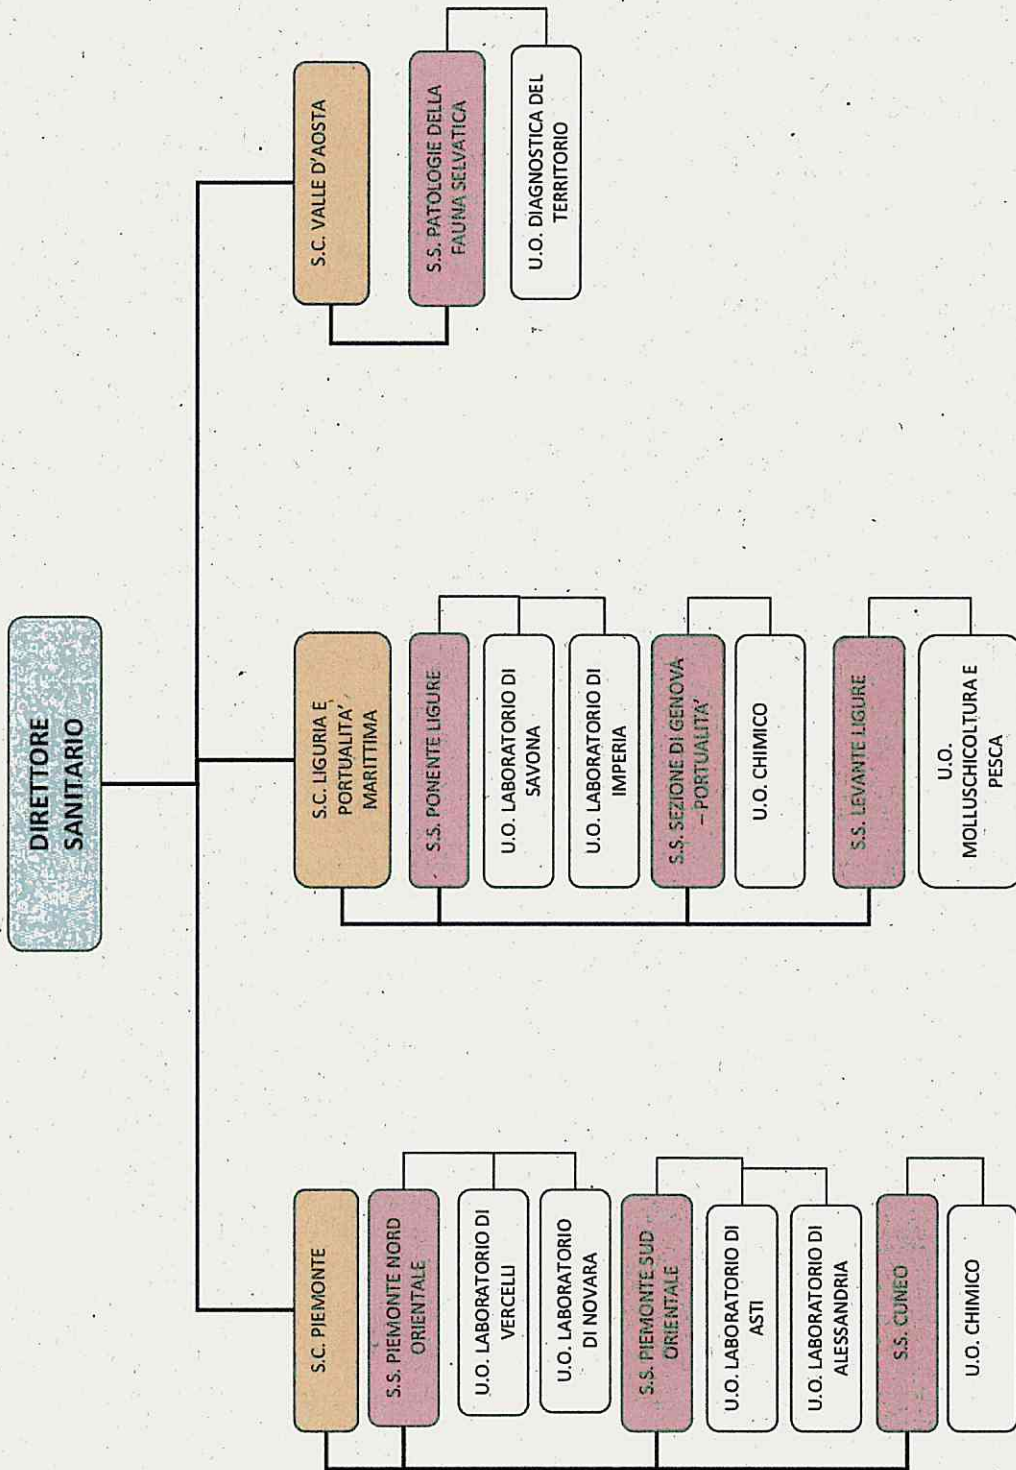 DIRETTORE
SANITARIO
S.C. PIEMONTE
S.S. PIEMONTE NORD
ORIENTALE
U.O. LABORATORIO DI
VERCELLI
U.O. LABORATORIO
DI NOVARA
S.S. PIEMONTE SUD
ORIENTALE
U.O. LABORATORIO DI
ASTI
U.O. LABORATORIO DI
ALESSANDRIA
S.S. CUNEO
U.O. CHIMICO
S.C. LIGURIA E
PORTUALITA'
MARITTIMA
S.S. PONENTE LIGURE
U.O. LABORATORIO DI
SAVONA
U.O. LABORATORIO DI
IMPERIA
S.S. SEZIONE DI GENOVA
–PORTUALITA'
U.O. CHIMICO
S.S. LEVANTE LIGURE
U.O.
MOLLUSCHICOLTURA E
PESCA
S.C. VALLE D'AOSTA
S.S. PATOLOGIE DELLA
FAUNA SELVATICA
U.O. DIAGNOSTICA DEL
TERRITORIO